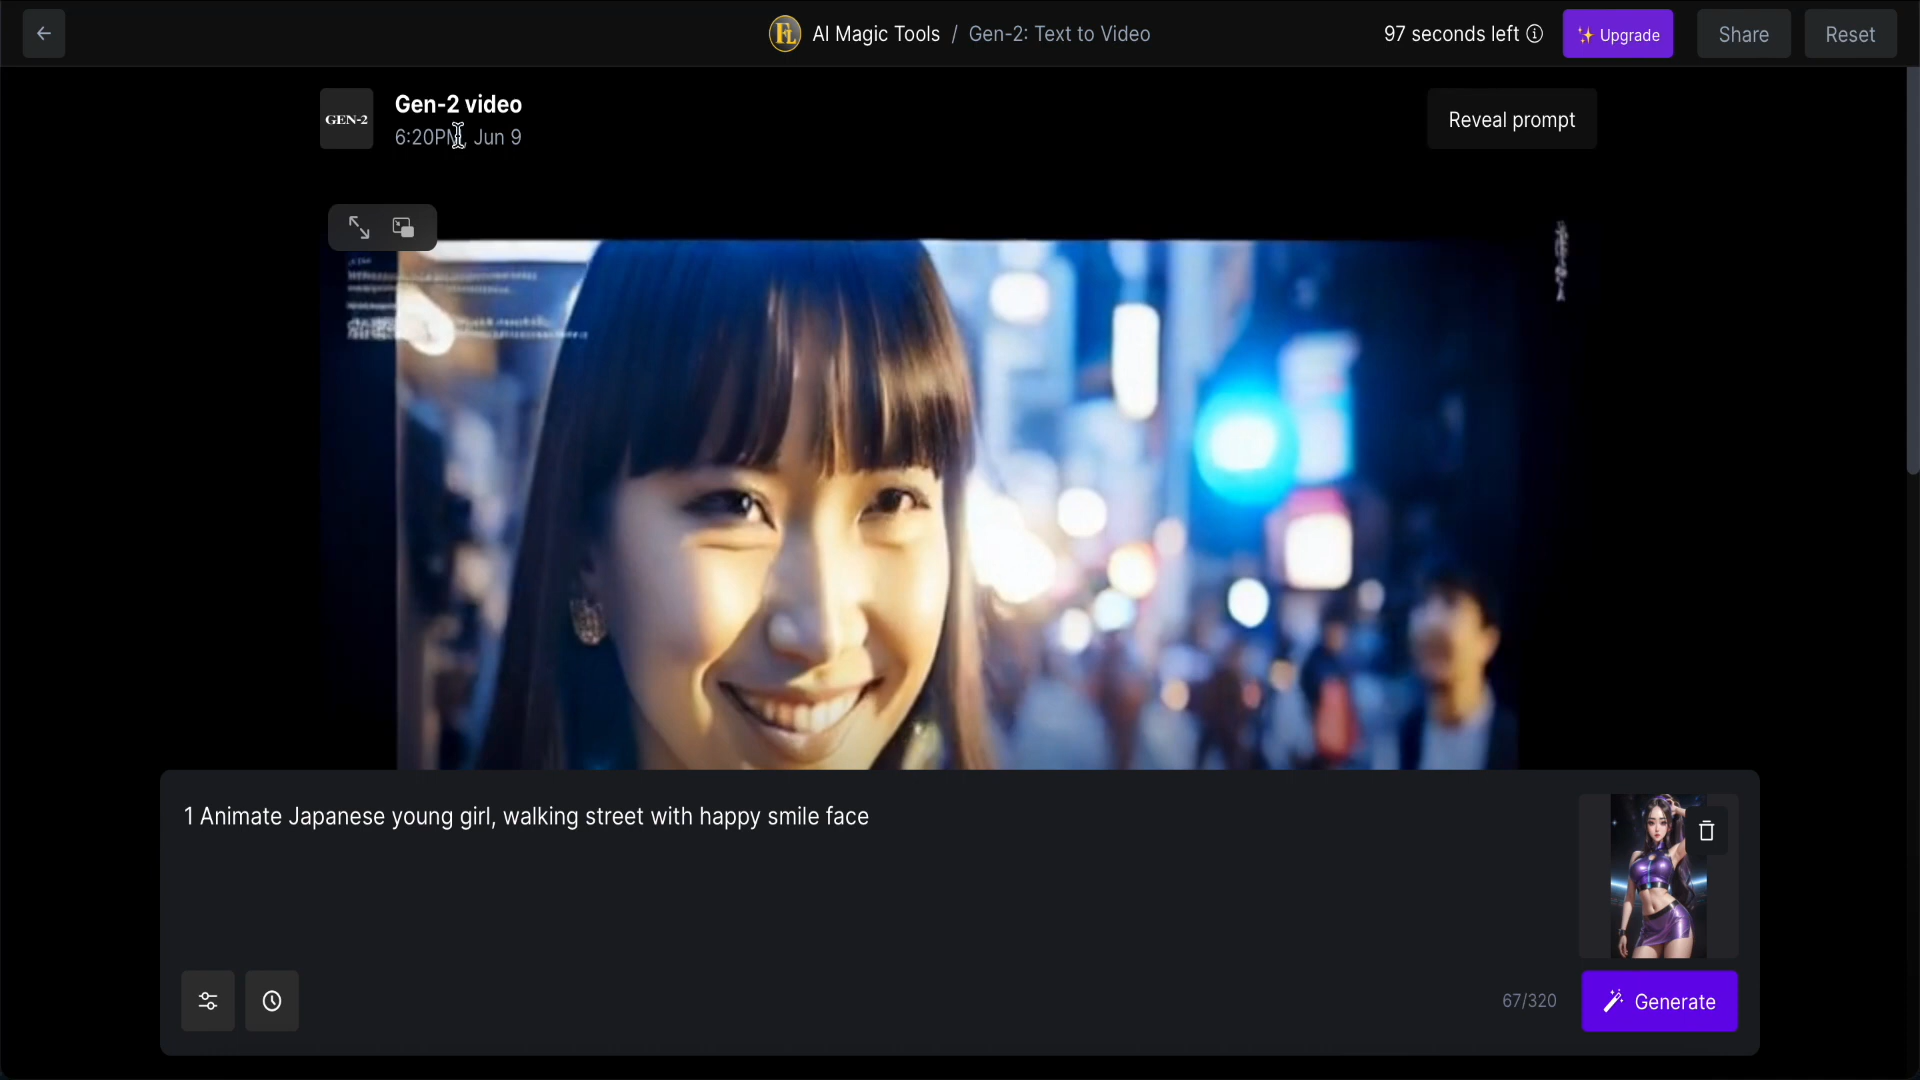 FL AI Magic Tools / Gen-2: Text to Video
97 seconds left
Upgrade
Share
Reset
GEN-2
Gen-2 video
6:20PM, Jun 9
Reveal prompt
1 Animate Japanese young girl, walking street with happy smile face
67/320
Generate